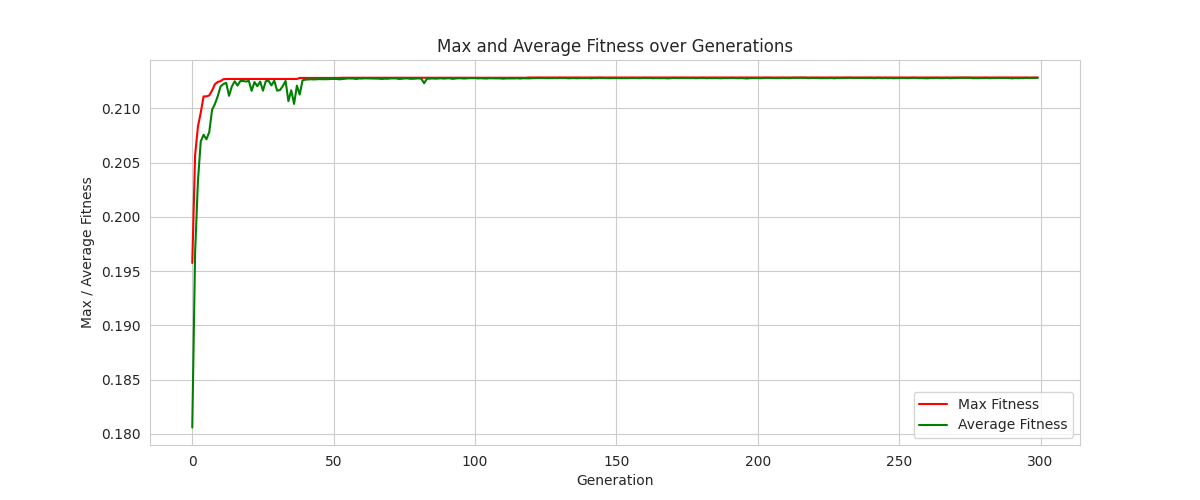 Max and Average Fitness over Generations
Max / Average Fitness
0.210
0.205
0.200
0.195
0.190
0.185
0.180
0
50
100
150
200
250
300
Generation
Max Fitness
Average Fitness